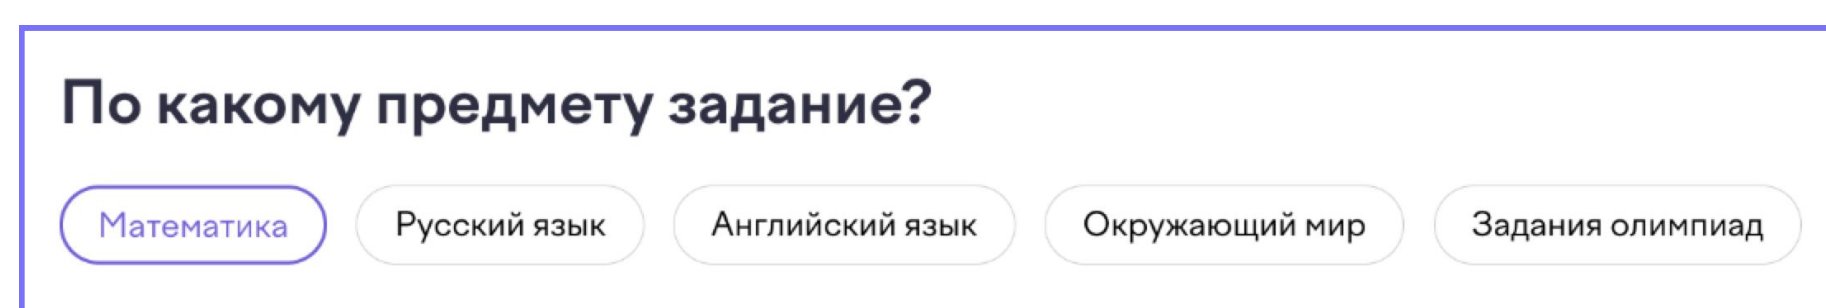 По какому предмету задание?
Математика Русский язык Английский язык Окружающий мир Задания олимпиад